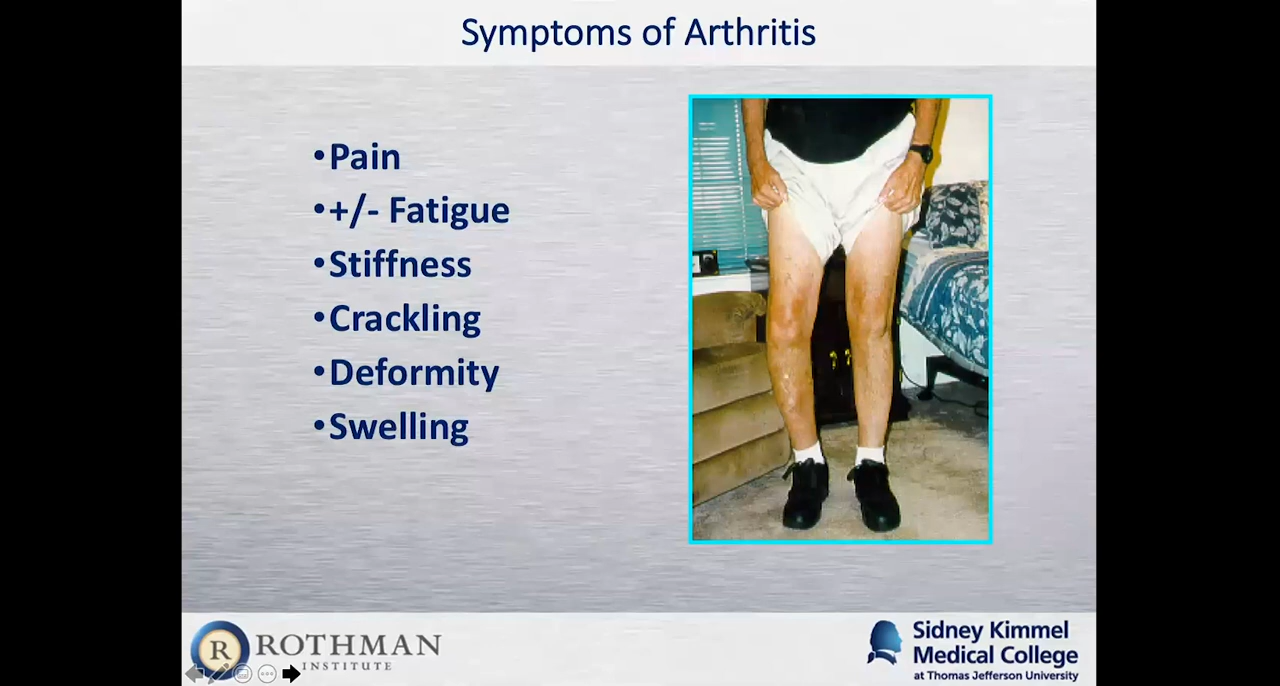 Symptoms of Arthritis
•Pain
•+/- Fatigue
•Stiffness
•Crackling
•Deformity
•Swelling
R ROTHMAN
INSTITUTE
Sidney Kimmel
Medical College
at Thomas Jefferson University